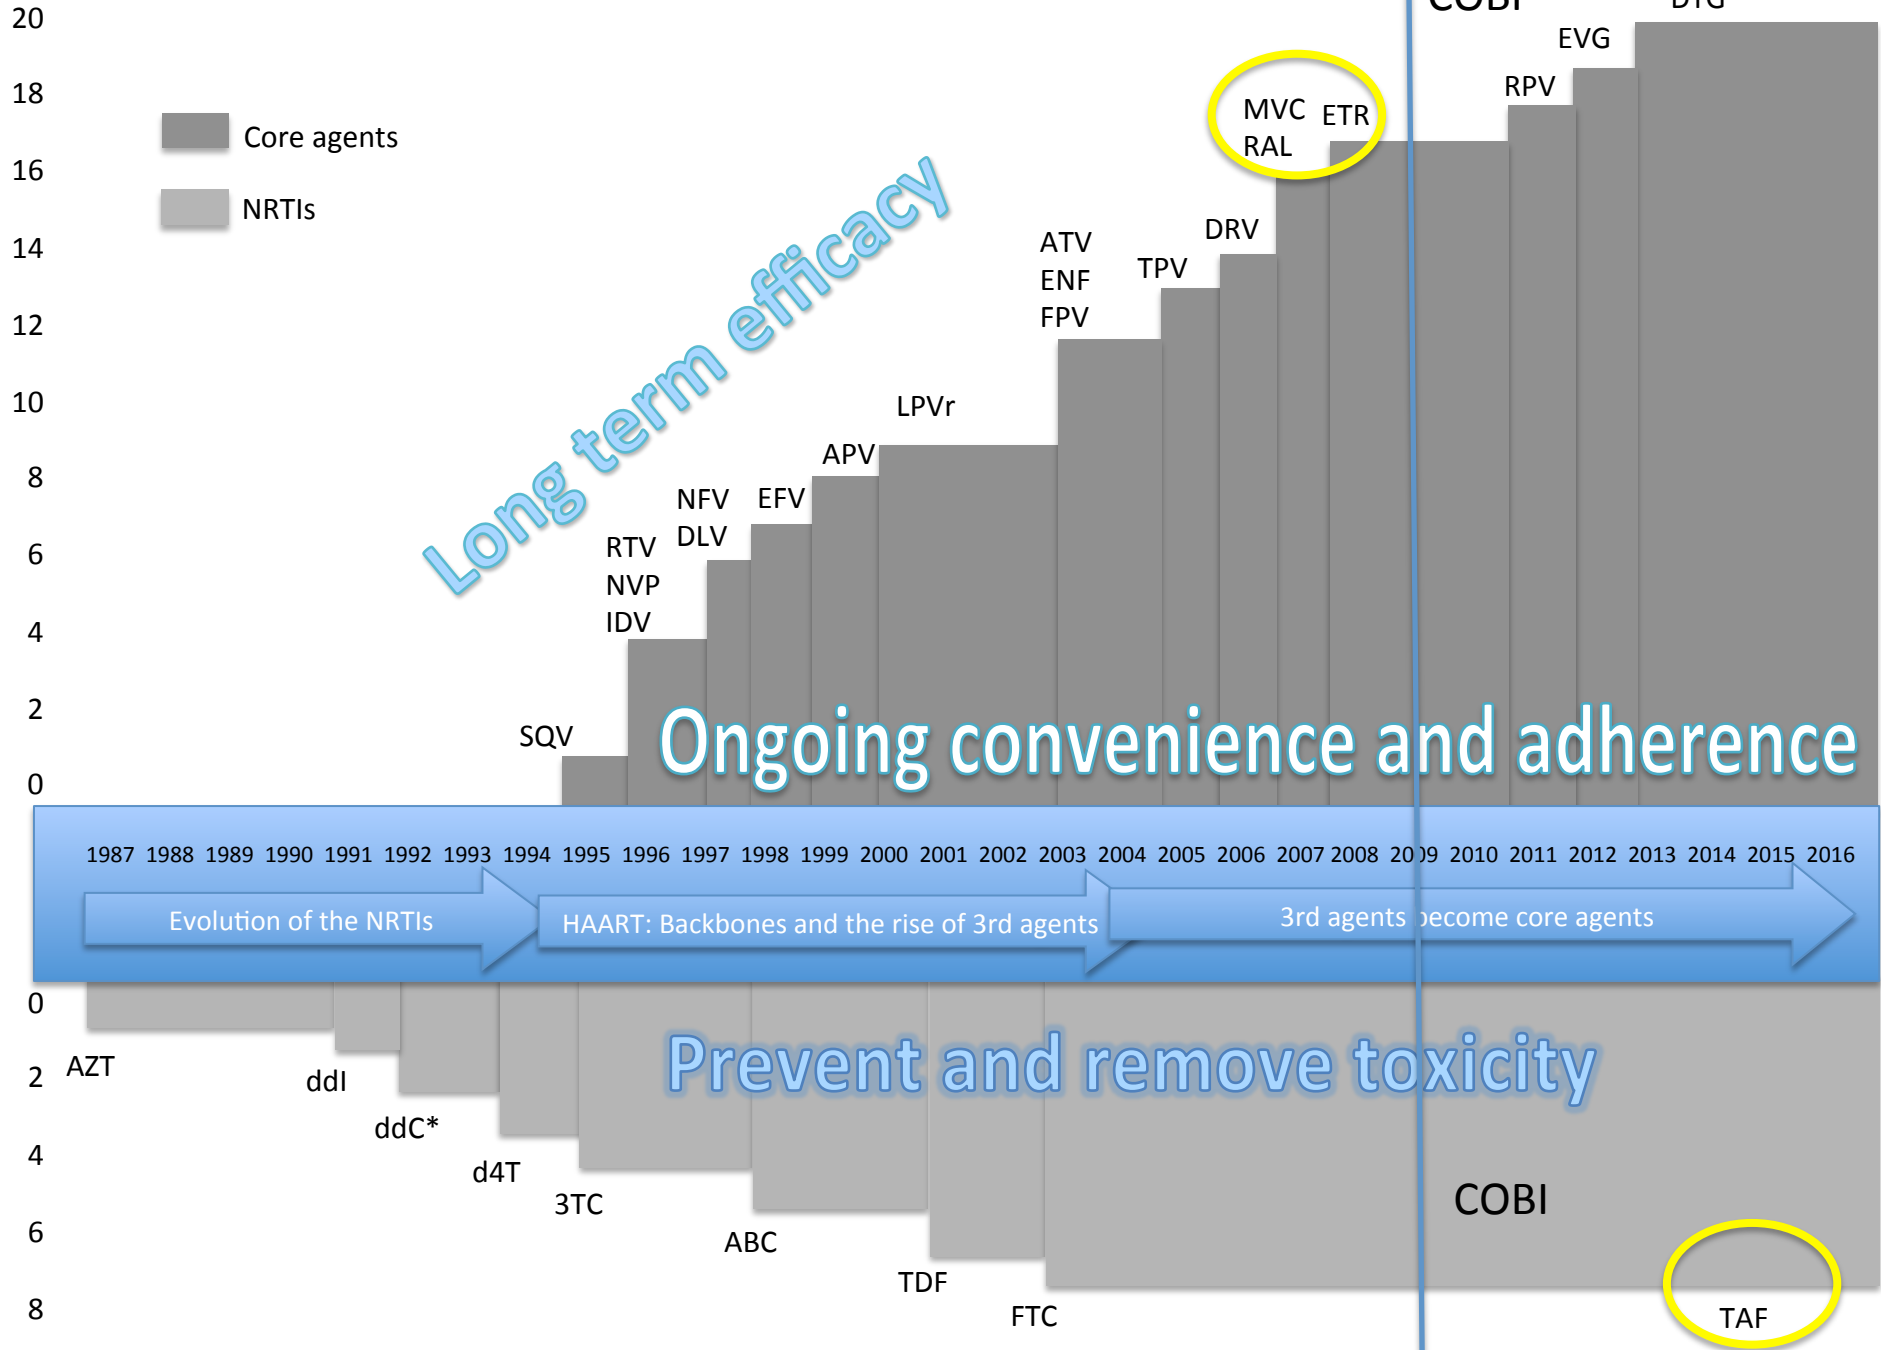 20
COBI
DTG
EVG
18
RPV
MVC ETR
RAL
Core agents
16
NRTIs
Long term efficacy
14
DRV
ATV
ENF
FPV
TPV
12
10
LPVr
APV
8
NFV
DLV
EFV
6
RTV
NVP
IDV
4
2
SQV
Ongoing convenience and adherence
0
1987 1988 1989 1990 1991 1992 1993 1994 1995 1996 1997 1998 1999 2000 2001 2002 2003 2004 2005 2006 2007 2008 2009 2010 2011 2012 2013 2014 2015 2016
Evolution of the NRTIs
HAART: Backbones and the rise of 3rd agents
3rd agents become core agents
0
Prevent and remove toxicity
AZT
2
ddI
ddC*
4
d4T
3TC
COBI
6
ABC
TDF
8
FTC
TAF